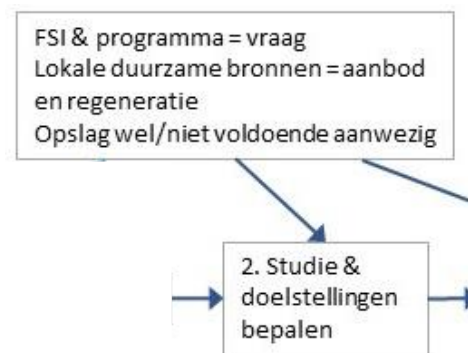 FSI & programma = vraag
Lokale duurzame bronnen = aanbod
en regeneratie
Opslag wel/niet voldoende aanwezig
2. Studie &
doelstellingen
bepalen